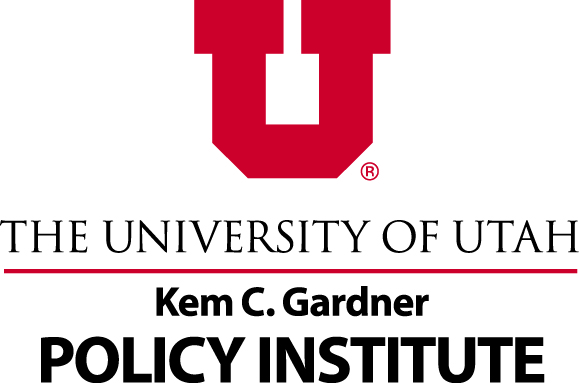 U®
THE UNIVERSITY OF UTAH
Kem C. Gardner
POLICY INSTITUTE